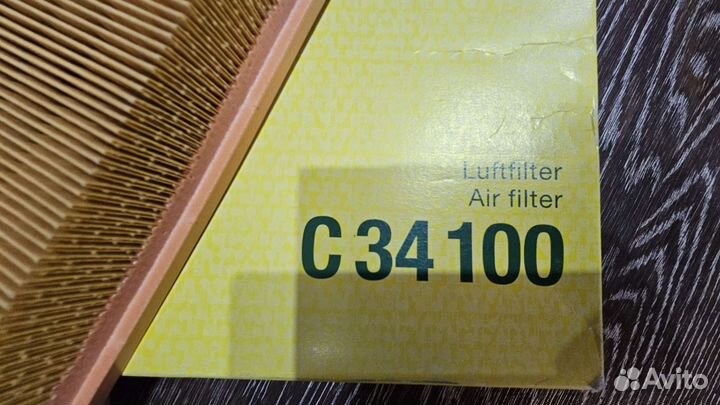 Luftfilter
Air filter
C 34 100
Avito